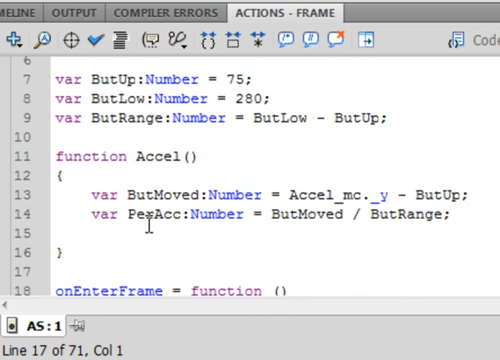 MELINE OUTPUT COMPILER ERRORS ACTIONS - FRAME
Code
6
7 var ButUp:Number = 75;
8 var ButLow:Number = 280;
9 var ButRange:Number = ButLow - ButUp;
10
11 function Accel()
12 {
13 var ButMoved:Number = Accel_mc._y - ButUp;
14 var PerAcc:Number = ButMoved / ButRange;
15
16 }
17
18 onEnterFrame = function ()
AS:1
Line 17 of 71, Col 1